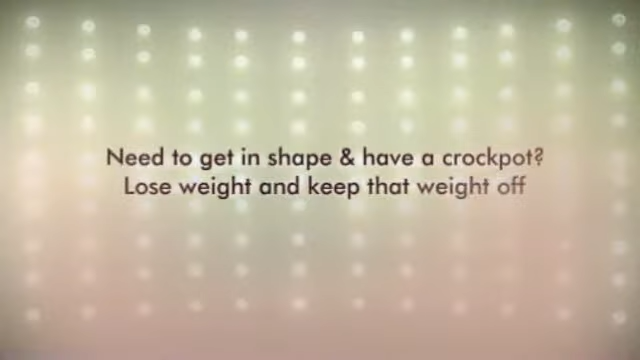 Need to get in shape & have a crockpot?
Lose weight and keep that weight off